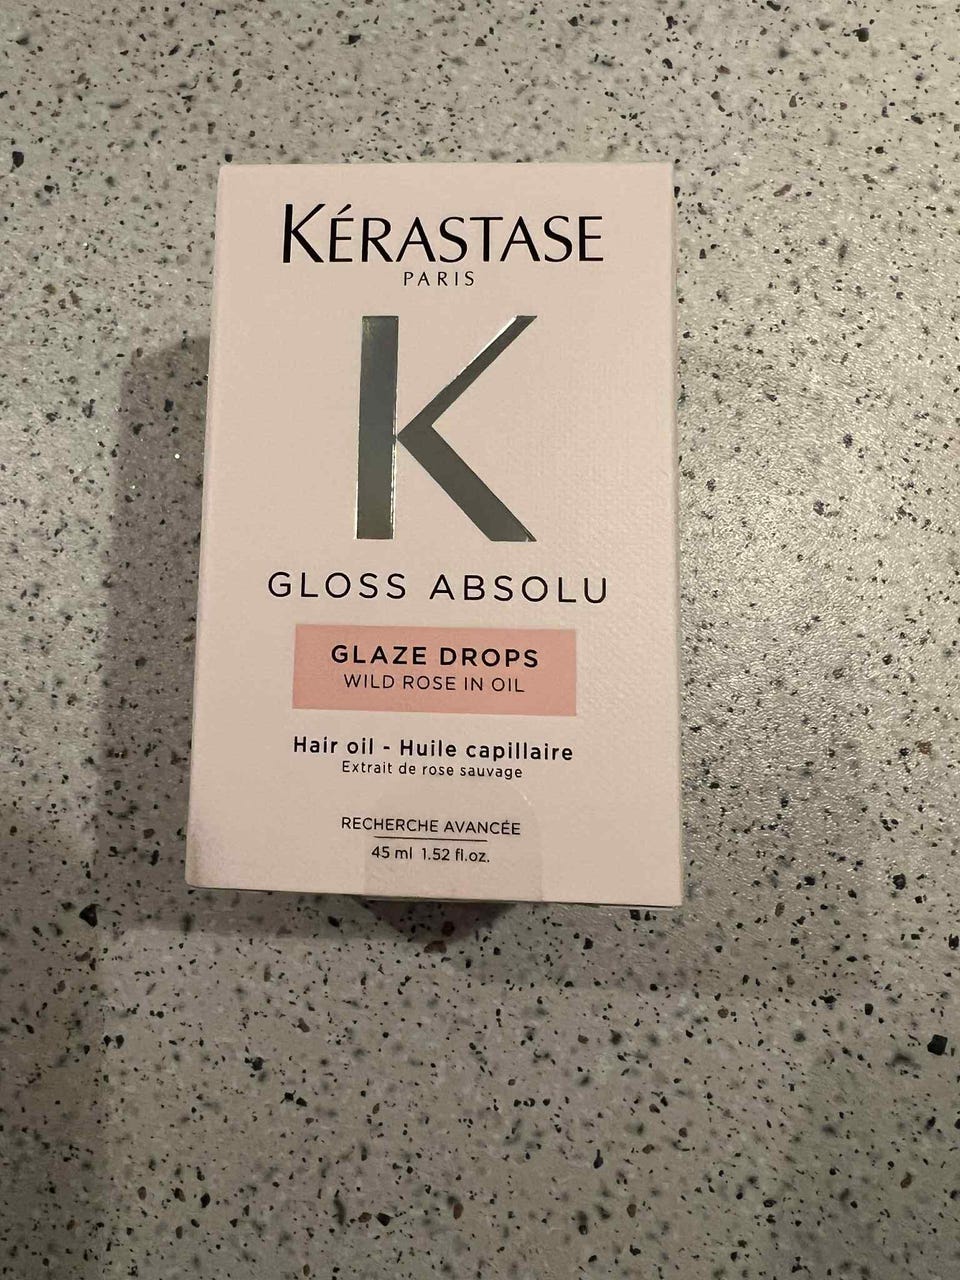 KÉRASTASE
PARIS
K
GLOSS ABSOLU
GLAZE DROPS
WILD ROSE IN OIL
Hair oil - Huile capillaire
Extrait de rose sauvage
RECHERCHE AVANCÉE
45 ml 1.52 fl.oz.